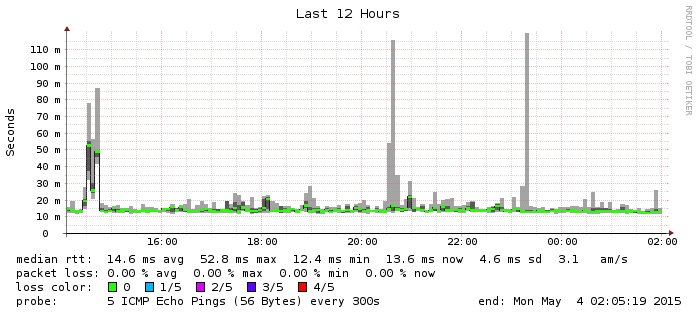 Last 12 Hours
RRDTOOL / TOBI OETIKER
Seconds
110 m
100 m
90 m
80 m
70 m
60 m
50 m
40 m
30 m
20 m
10 m
0
16:00 18:00 20:00 22:00 00:00 02:00
median rtt: 14.6 ms avg 52.8 ms max 12.4 ms min 13.6 ms now 4.6 ms sd 3.1 am/s
packet loss: 0.00 % avg 0.00 % max 0.00 % min 0.00 % now
loss color: 0 1/5 2/5 3/5 4/5
probe: 5 ICMP Echo Pings (56 Bytes) every 300s end: Mon May 4 02:05:19 2015